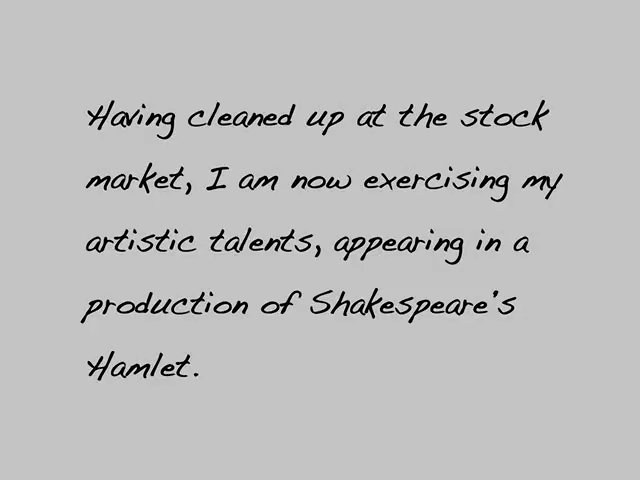 Having cleaned up at the stock
market, I am now exercising my
artistic talents, appearing in a
production of Shakespeare's
Hamlet.